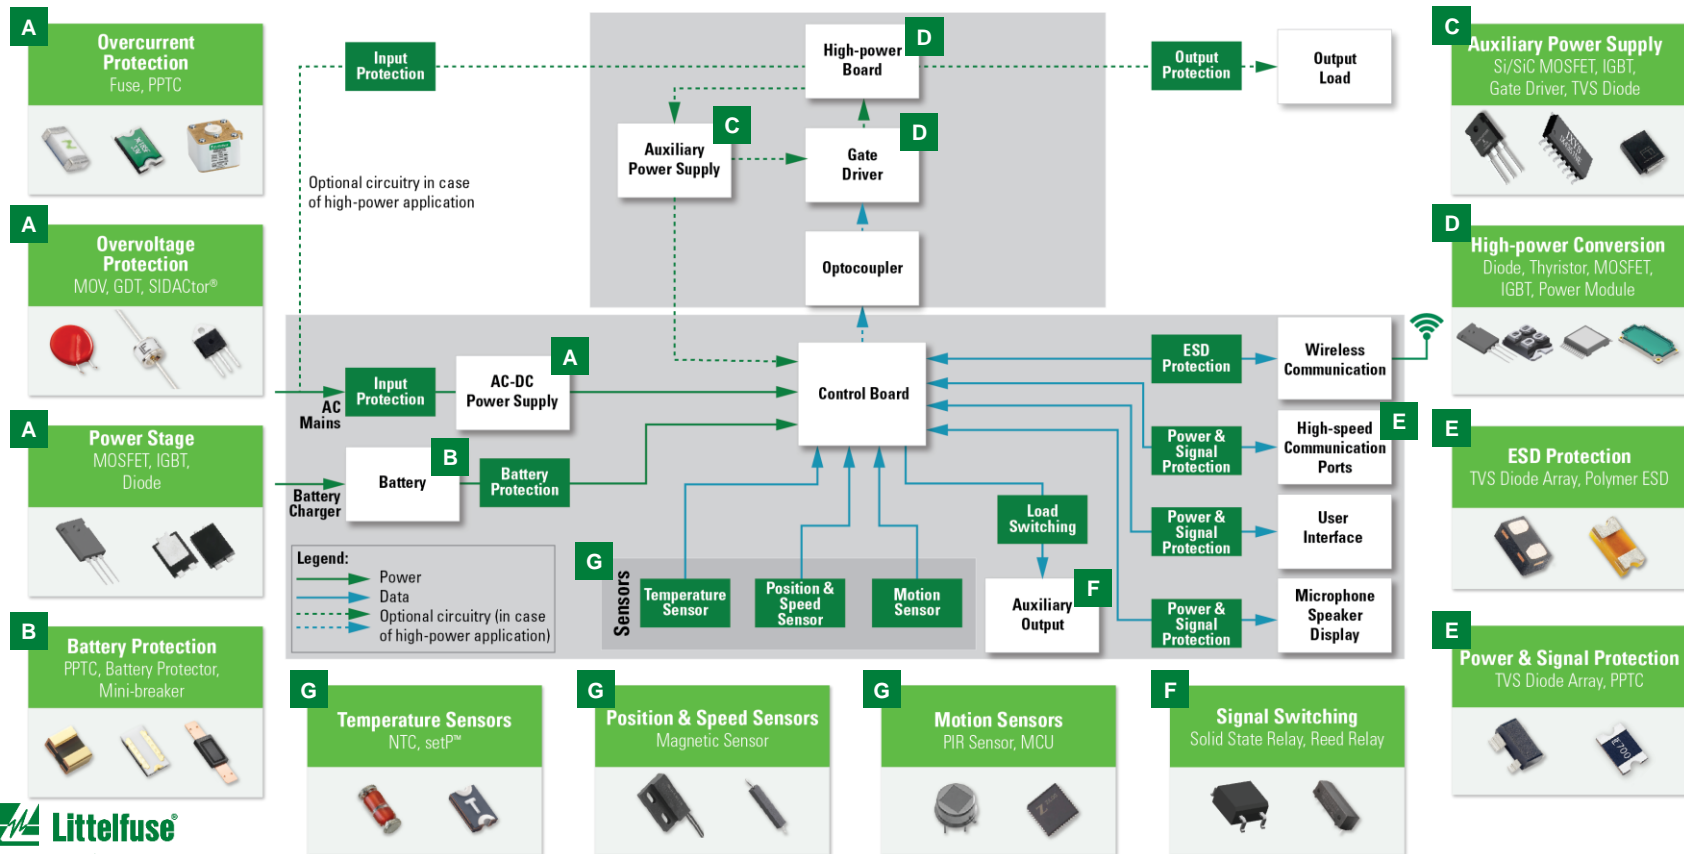 A
Overcurrent
Protection
Fuse, PPTC
A
Overvoltage
Protection
MOV, GDT, SIDACtor®
A
Power Stage
MOSFET, IGBT,
Diode
B
Battery Protection
PPTC, Battery Protector,
Mini-breaker
Littelfuse®
Input
Protection
Optional circuitry in case
of high-power application
High-power
Board
D
Output
Protection
Output
Load
Auxiliary
Power Supply
C
Gate
Driver
D
Optocoupler
AC
Mains
Input
Protection
AC-DC
Power Supply
A
Control Board
Battery
Charger
Battery
B
Battery
Protection
ESD
Protection
Wireless
Communication
Power &
Signal
Protection
High-speed
Communication
Ports
E
Power &
Signal
Protection
User
Interface
Power &
Signal
Protection
Microphone
Speaker
Display
Load
Switching
Auxiliary
Output
F
Legend:
Power
Data
Optional circuitry (in case
of high-power application)
G
Sensors
Temperature
Sensor
Position &
Speed
Sensor
Motion
Sensor
G
Temperature Sensors
NTC, setP™
G
Position & Speed Sensors
Magnetic Sensor
G
Motion Sensors
PIR Sensor, MCU
F
Signal Switching
Solid State Relay, Reed Relay
C
Auxiliary Power Supply
Si/SiC MOSFET, IGBT,
Gate Driver, TVS Diode
IXYS
D
High-power Conversion
Diode, Thyristor, MOSFET,
IGBT, Power Module
E
ESD Protection
TVS Diode Array, Polymer ESD
E
Power & Signal Protection
TVS Diode Array, PPTC